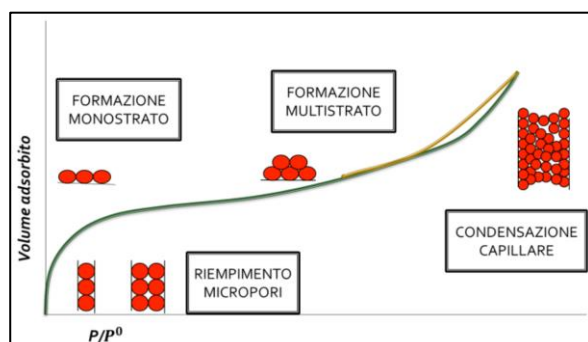 FORMAZIONE
MONOSTRATO
FORMAZIONE
MULTISTRATO
Volume adsorbito
CONDENSAZIONE
CAPILLARE
RIEMPIMENTO
MICROPORI
P/P⁰